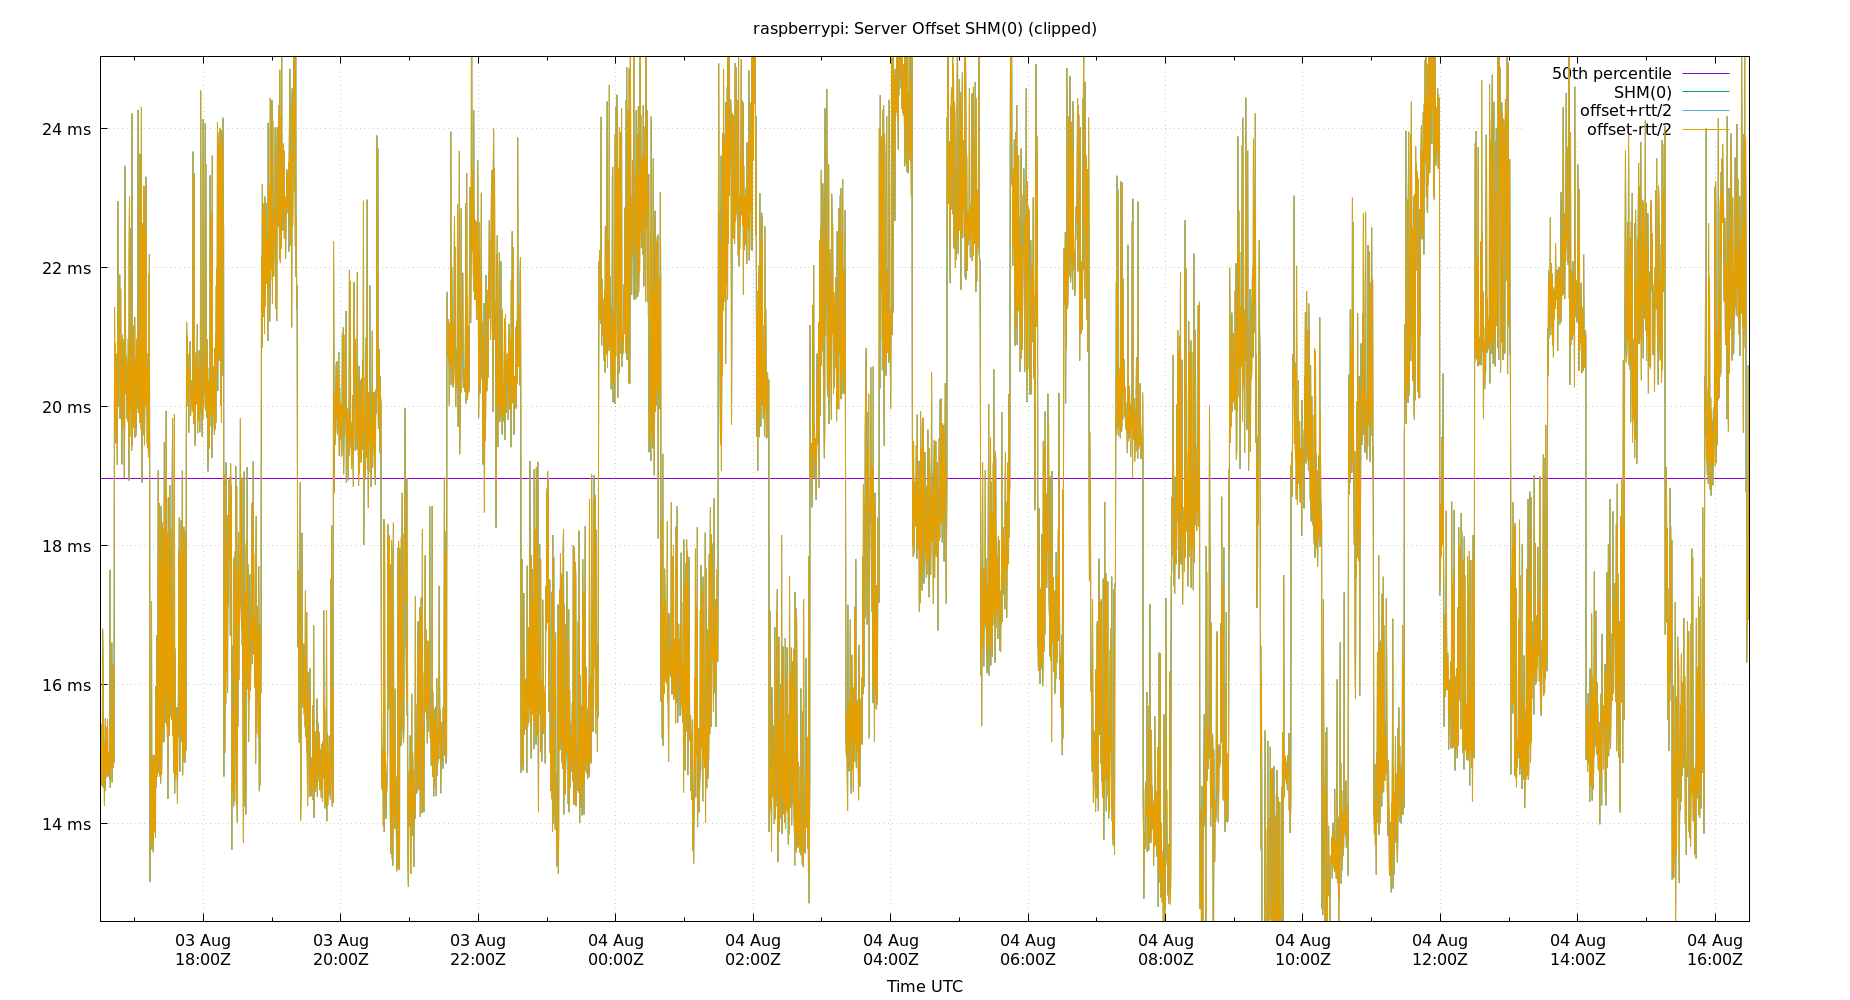 raspberrypi: Server Offset SHM(0) (clipped)
50th percentile
SHM(0)
offset+rtt/2
offset-rtt/2
24 ms
22 ms
20 ms
18 ms
16 ms
14 ms
03 Aug 03 Aug 03 Aug 04 Aug 04 Aug 04 Aug 04 Aug 04 Aug 04 Aug 04 Aug 04 Aug 04 Aug
18:00Z 20:00Z 22:00Z 00:00Z 02:00Z 04:00Z 06:00Z 08:00Z 10:00Z 12:00Z 14:00Z 16:00Z
Time UTC